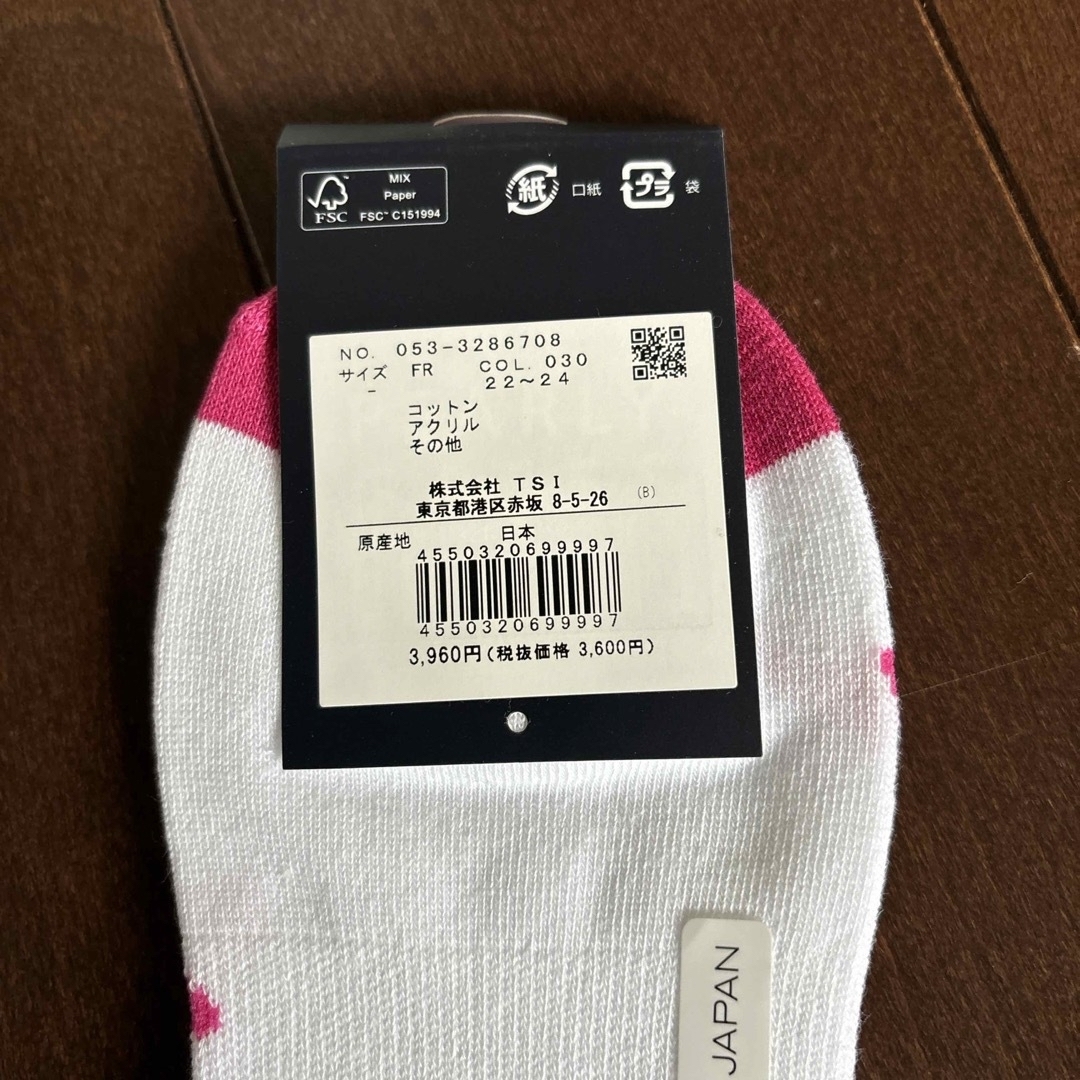 MIX
Paper
FSC™ C151994
FSC
紙 口紙
プラ 袋
NO. 053-3286708
サイズ FR COL. 030
- 22~24
コットン
アクリル
その他
株式会社 TSI
東京都港区赤坂 8-5-26 (B)
原産地 日本
4550320699997
4550320699997
3,960円(税抜価格 3,600円)
JAPAN